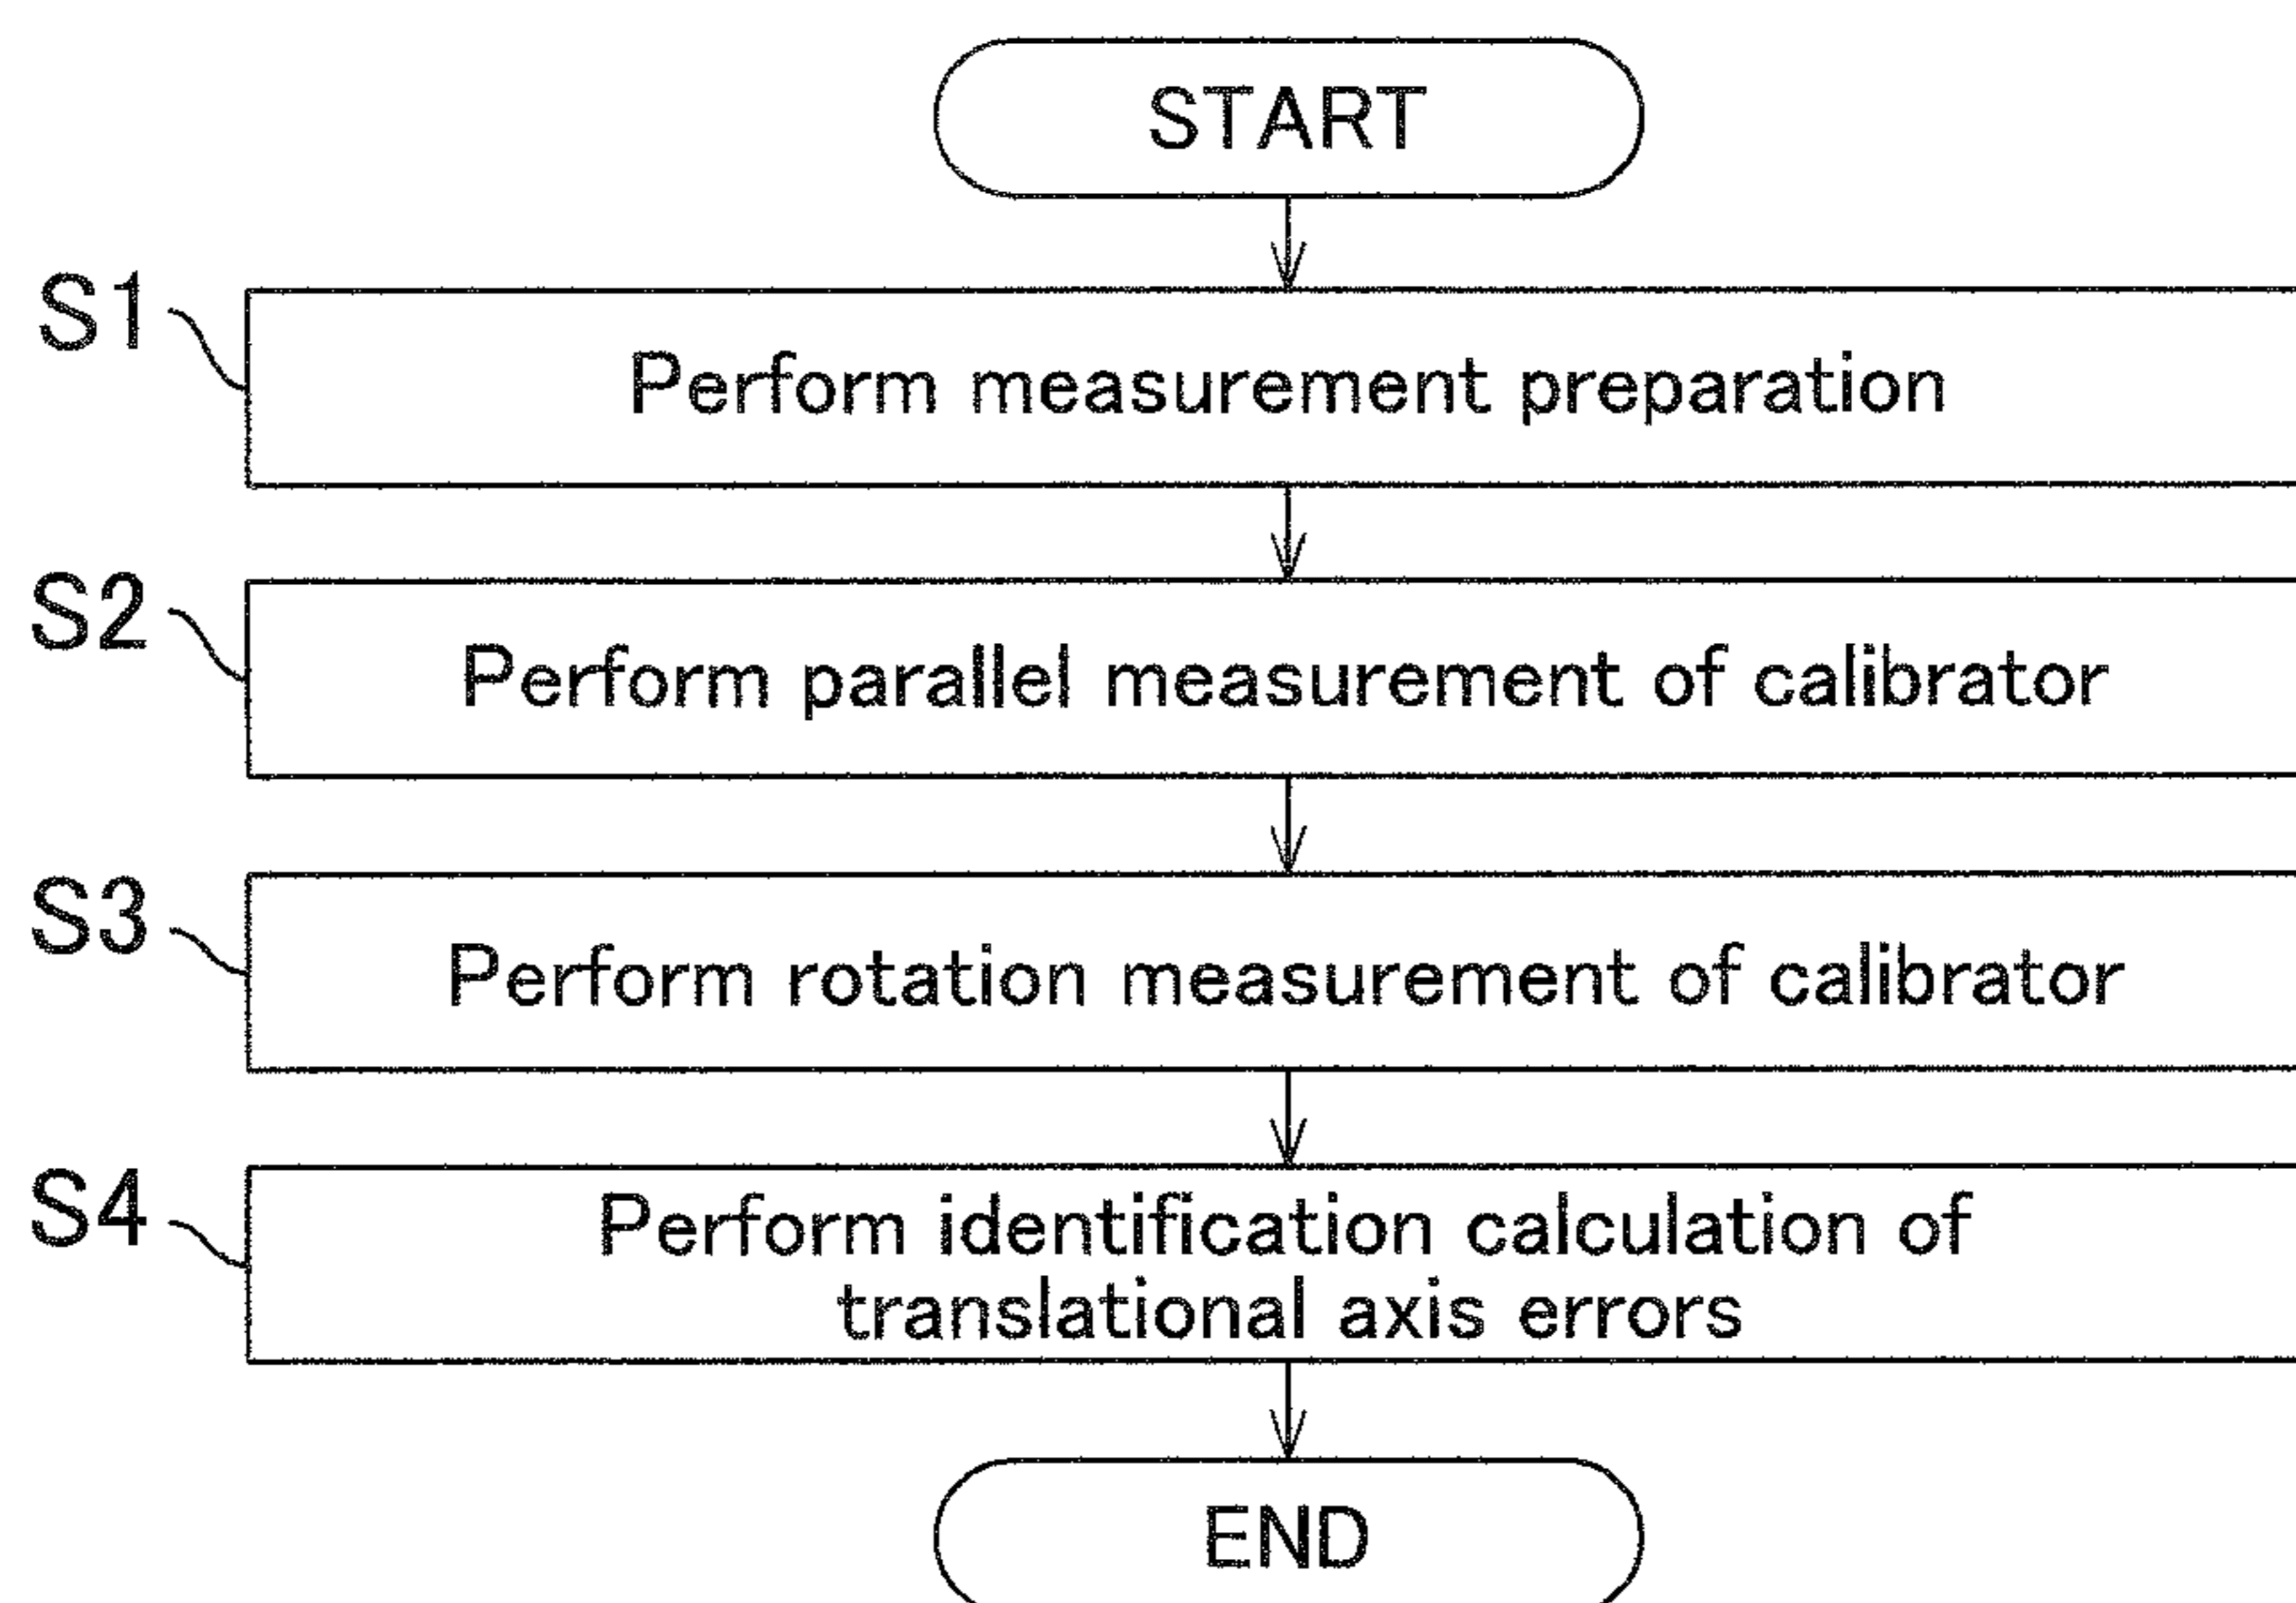 START
S1
Perform measurement preparation
S2
Perform parallel measurement of calibrator
S3
Perform rotation measurement of calibrator
S4
Perform identification calculation of
translational axis errors
END